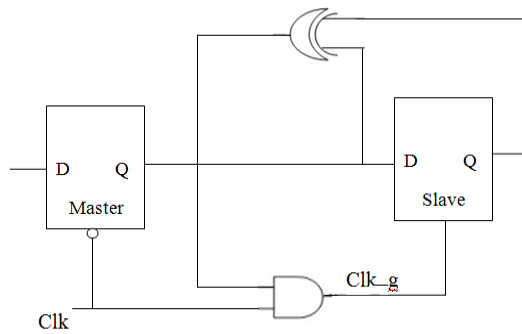 D Q
Master
D Q
Slave
Clk_g
Clk